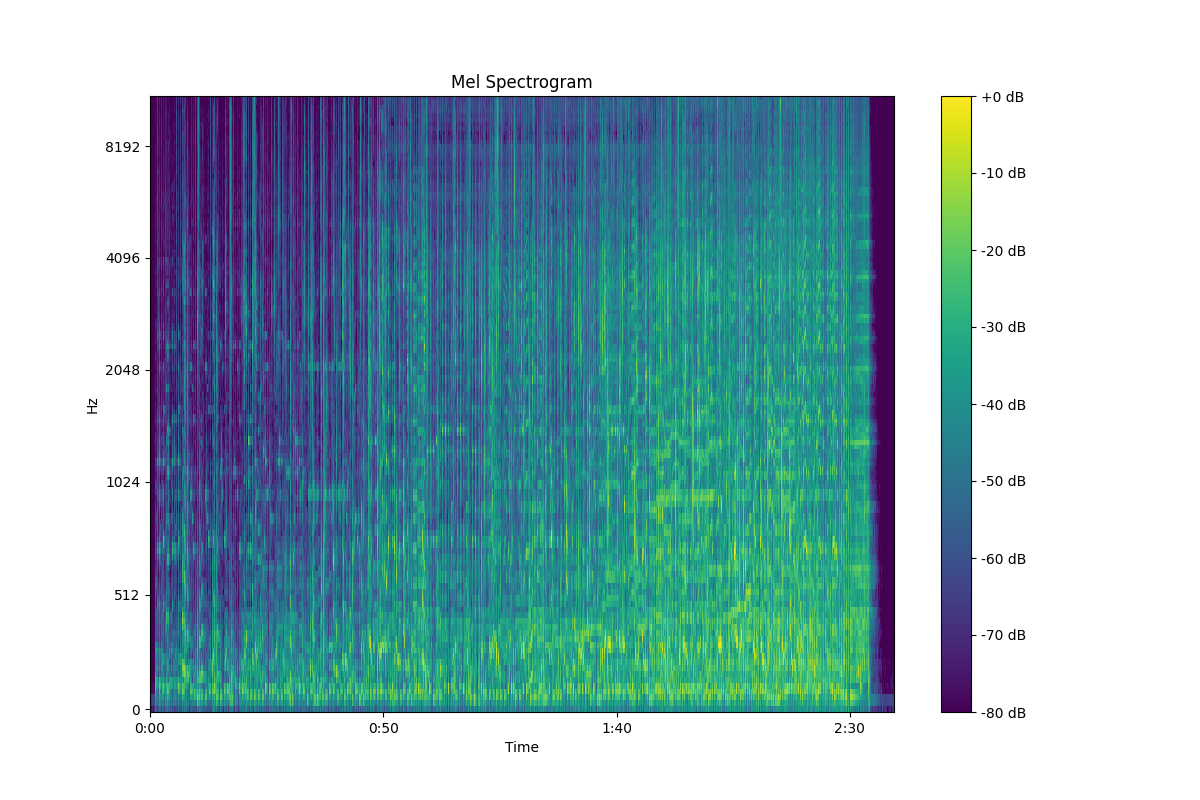 Mel Spectrogram
+0 dB
8192
-10 dB
-20 dB
4096
-30 dB
2048
-40 dB
Hz
1024
-50 dB
-60 dB
512
-70 dB
0
-80 dB
0:00 0:50 1:40 2:30
Time